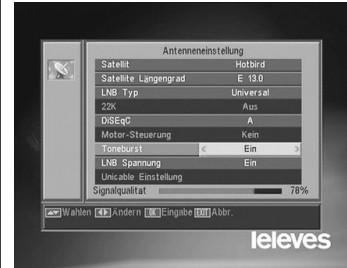 Antenneneinstellung
Satellit Hotbird
Satellite Längengrad E 13.0
LNB Typ Universal
22K Aus
DiSEqC A
Motor-Steuerung Kein
Toneburst Ein
LNB Spannung Ein
Unicable Einstellung
Signalqualitat 78%
Wahlen Ändern OK Eingabe EXIT Abbr.
televes